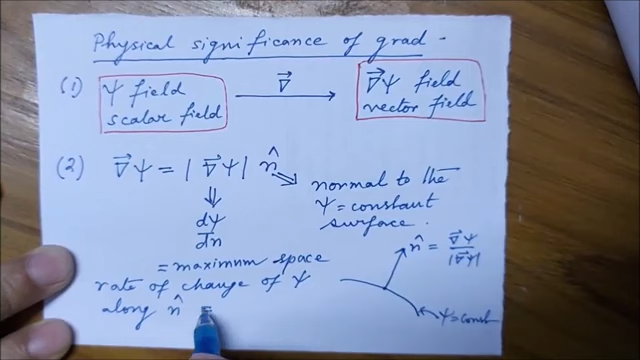 Physical significance of grad.
(1) ψ field
scalar field
∇⃗
∇⃗ψ field
vector field
(2) ∇⃗ψ = |∇⃗ψ| n̂
⇓
dψ/dn
= maximum space
rate of change of ψ
along n̂ =
normal to the
ψ = constant
surface.
n̂ = ∇⃗ψ/|∇⃗ψ|
ψ = const